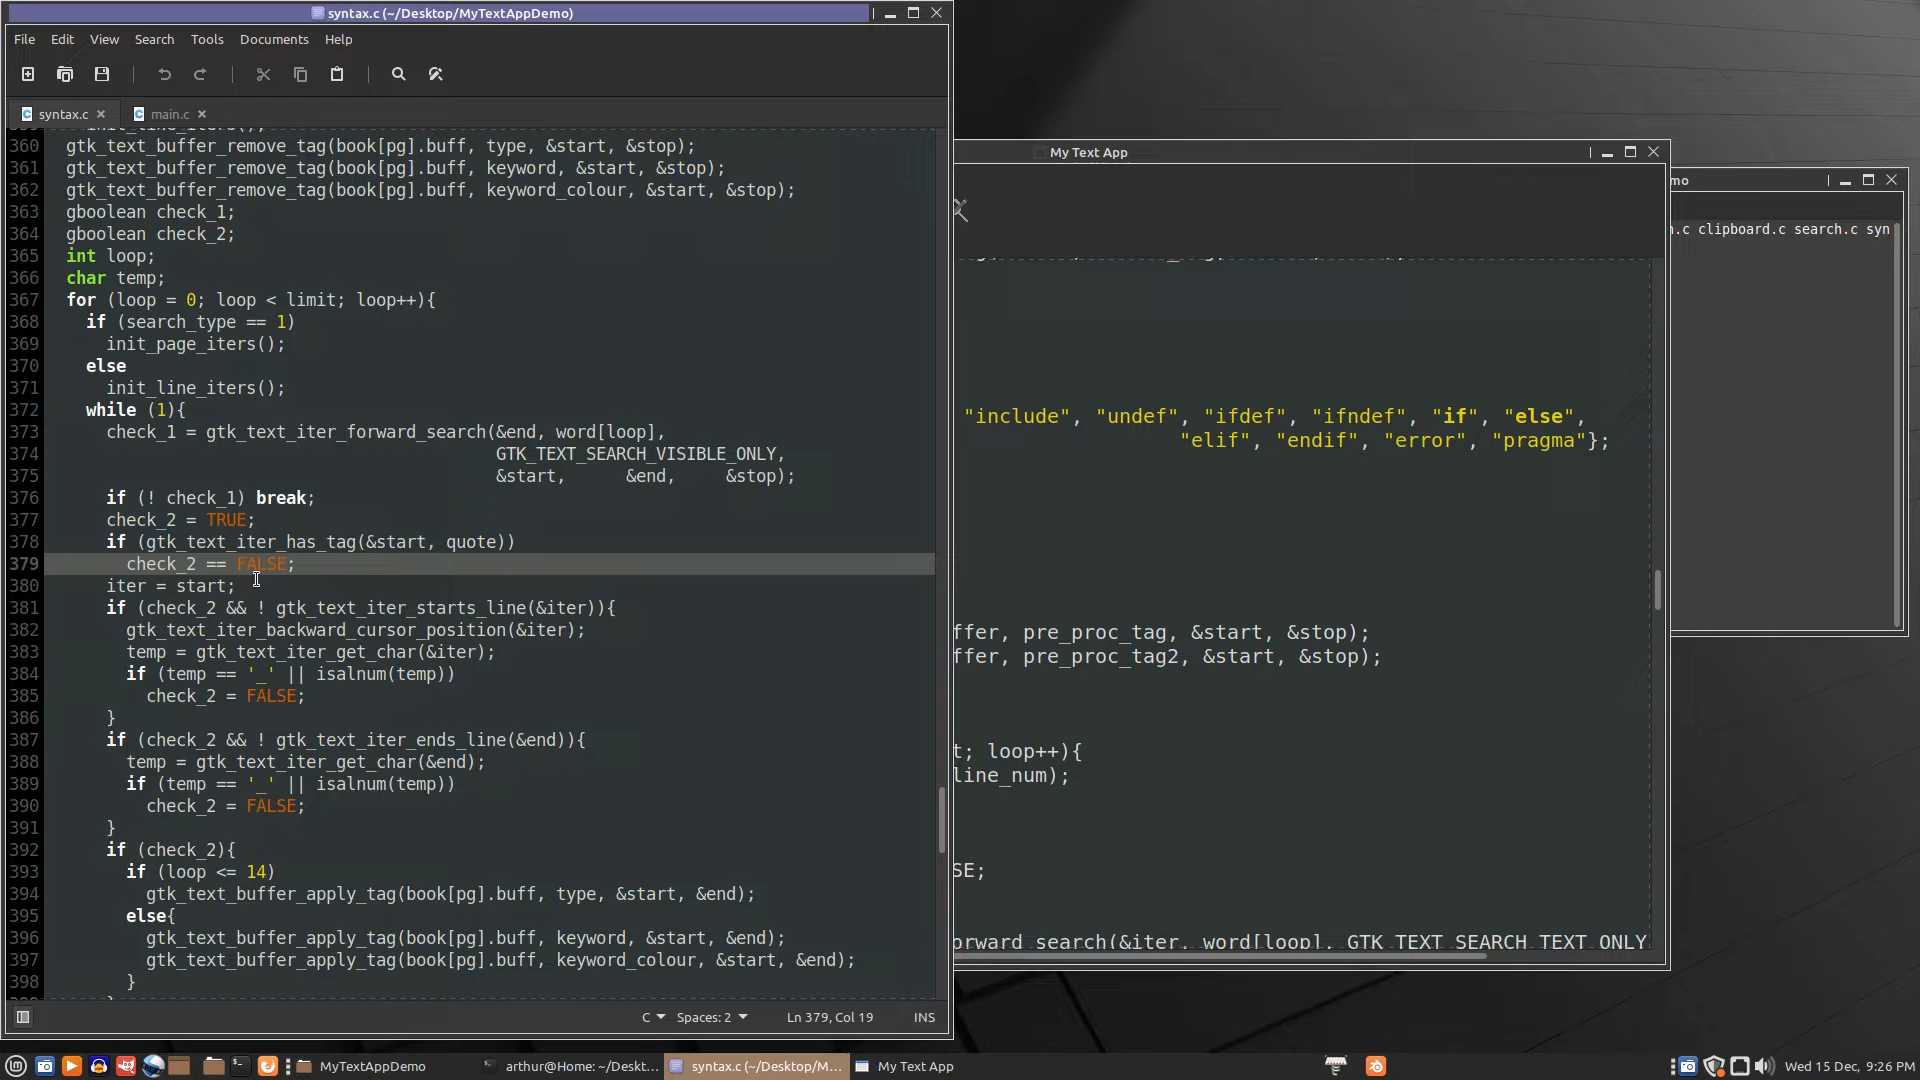 syntax.c (~/Desktop/MyTextAppDemo)
File Edit View Search Tools Documents Help
syntax.c main.c
360 gtk_text_buffer_remove_tag(book[pg].buff, type, &start, &stop);
361 gtk_text_buffer_remove_tag(book[pg].buff, keyword, &start, &stop);
362 gtk_text_buffer_remove_tag(book[pg].buff, keyword_colour, &start, &stop);
363 gboolean check_1;
364 gboolean check_2;
365 int loop;
366 char temp;
367 for (loop = 0; loop < limit; loop++){
368 if (search_type == 1)
369 init_page_iters();
370 else
371 init_line_iters();
372 while (1){
373 check_1 = gtk_text_iter_forward_search(&end, word[loop],
374 GTK_TEXT_SEARCH_VISIBLE_ONLY,
375 &start, &end, &stop);
376 if (! check_1) break;
377 check_2 = TRUE;
378 if (gtk_text_iter_has_tag(&start, quote))
379 check_2 == FALSE;
380 iter = start;
381 if (check_2 && ! gtk_text_iter_starts_line(&iter)){
382 gtk_text_iter_backward_cursor_position(&iter);
383 temp = gtk_text_iter_get_char(&iter);
384 if (temp == '_' || isalnum(temp))
385 check_2 = FALSE;
386 }
387 if (check_2 && ! gtk_text_iter_ends_line(&end)){
388 temp = gtk_text_iter_get_char(&end);
389 if (temp == '_' || isalnum(temp))
390 check_2 = FALSE;
391 }
392 if (check_2){
393 if (loop <= 14)
394 gtk_text_buffer_apply_tag(book[pg].buff, type, &start, &end);
395 else{
396 gtk_text_buffer_apply_tag(book[pg].buff, keyword, &start, &end);
397 gtk_text_buffer_apply_tag(book[pg].buff, keyword_colour, &start, &end);
398 }
C Spaces: 2 Ln 379, Col 19 INS
My Text App
"include", "undef", "ifdef", "ifndef", "if", "else",
"elif", "endif", "error", "pragma"};
ffer, pre_proc_tag, &start, &stop);
ffer, pre_proc_tag2, &start, &stop);
t; loop++){
line_num);
SE;
orward_search(&iter, word[loop], GTK_TEXT_SEARCH_TEXT_ONLY
mo
n.c clipboard.c search.c syn
MyTextAppDemo arthur@Home: ~/Deskt... syntax.c (~/Desktop/M... My Text App Wed 15 Dec, 9:26 PM